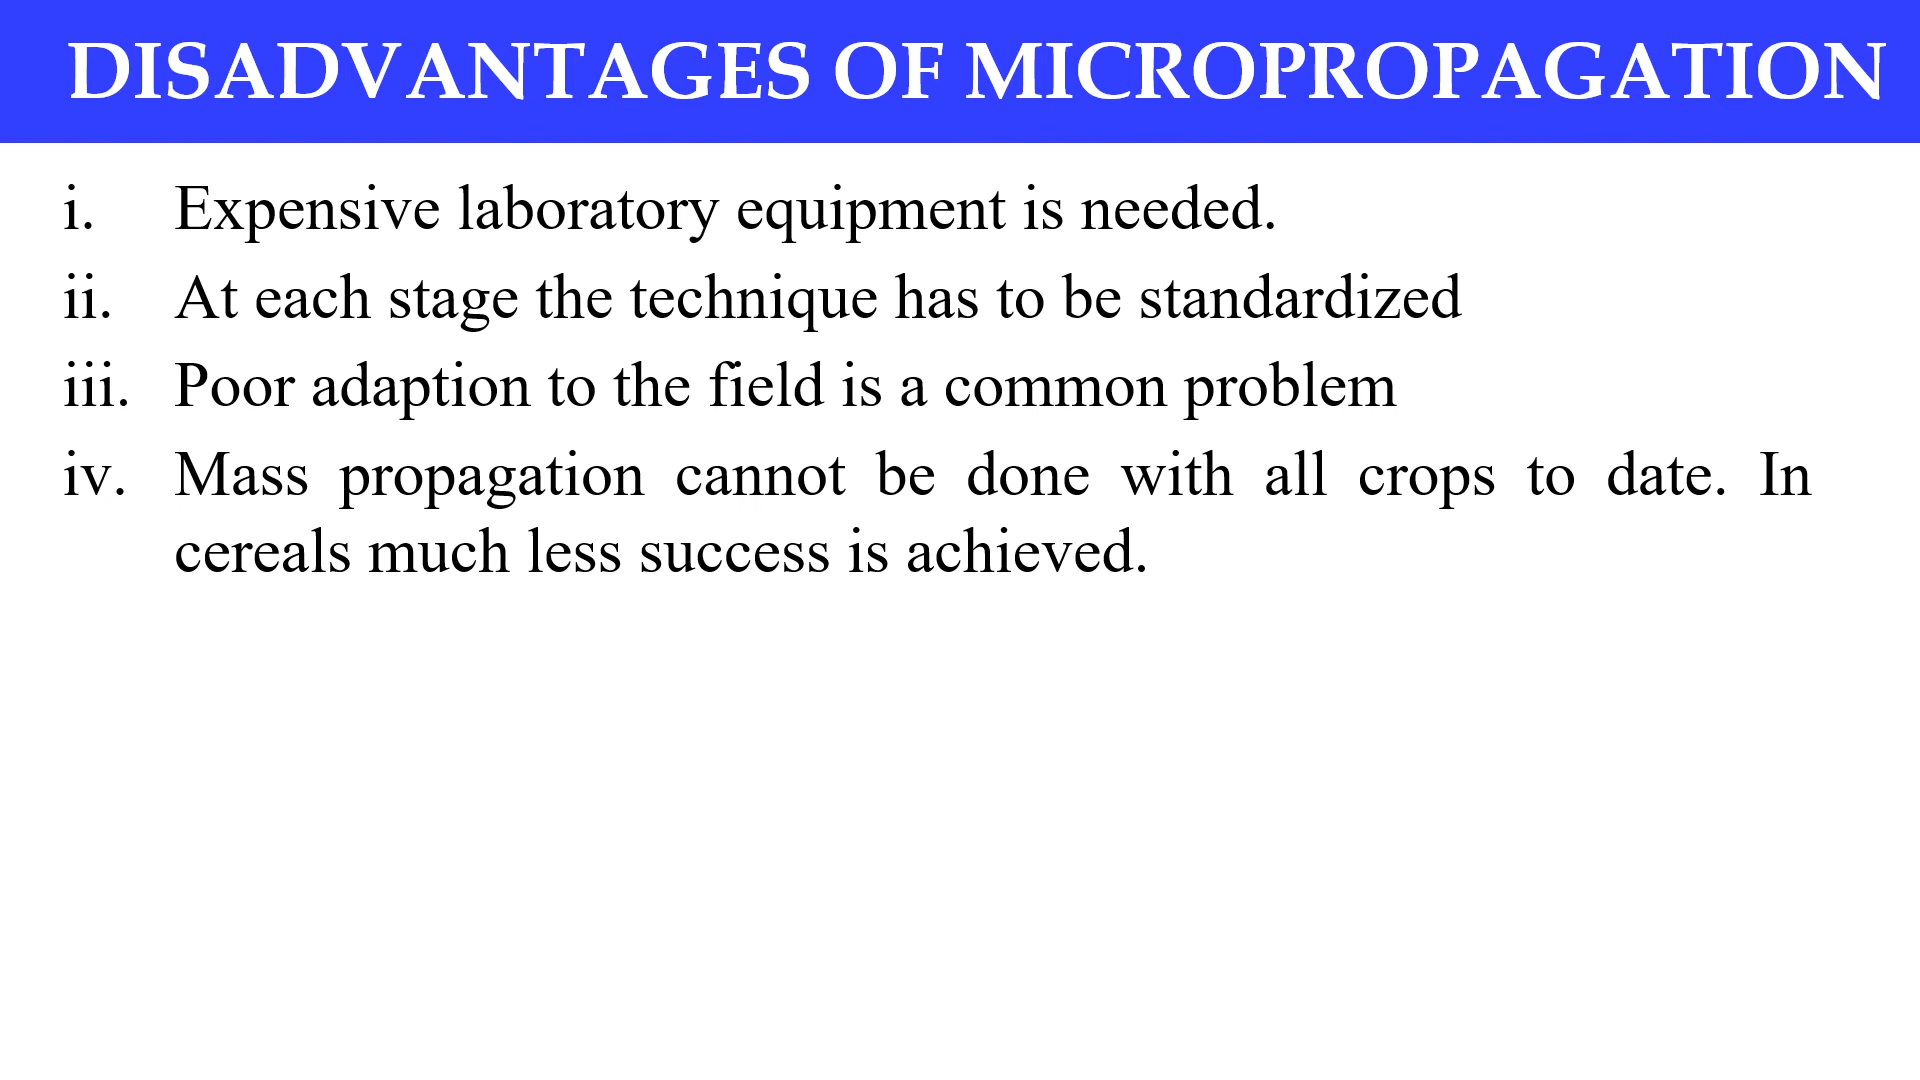 DISADVANTAGES OF MICROPROPAGATION
i. Expensive laboratory equipment is needed.
ii. At each stage the technique has to be standardized
iii. Poor adaption to the field is a common problem
iv. Mass propagation cannot be done with all crops to date. In
cereals much less success is achieved.